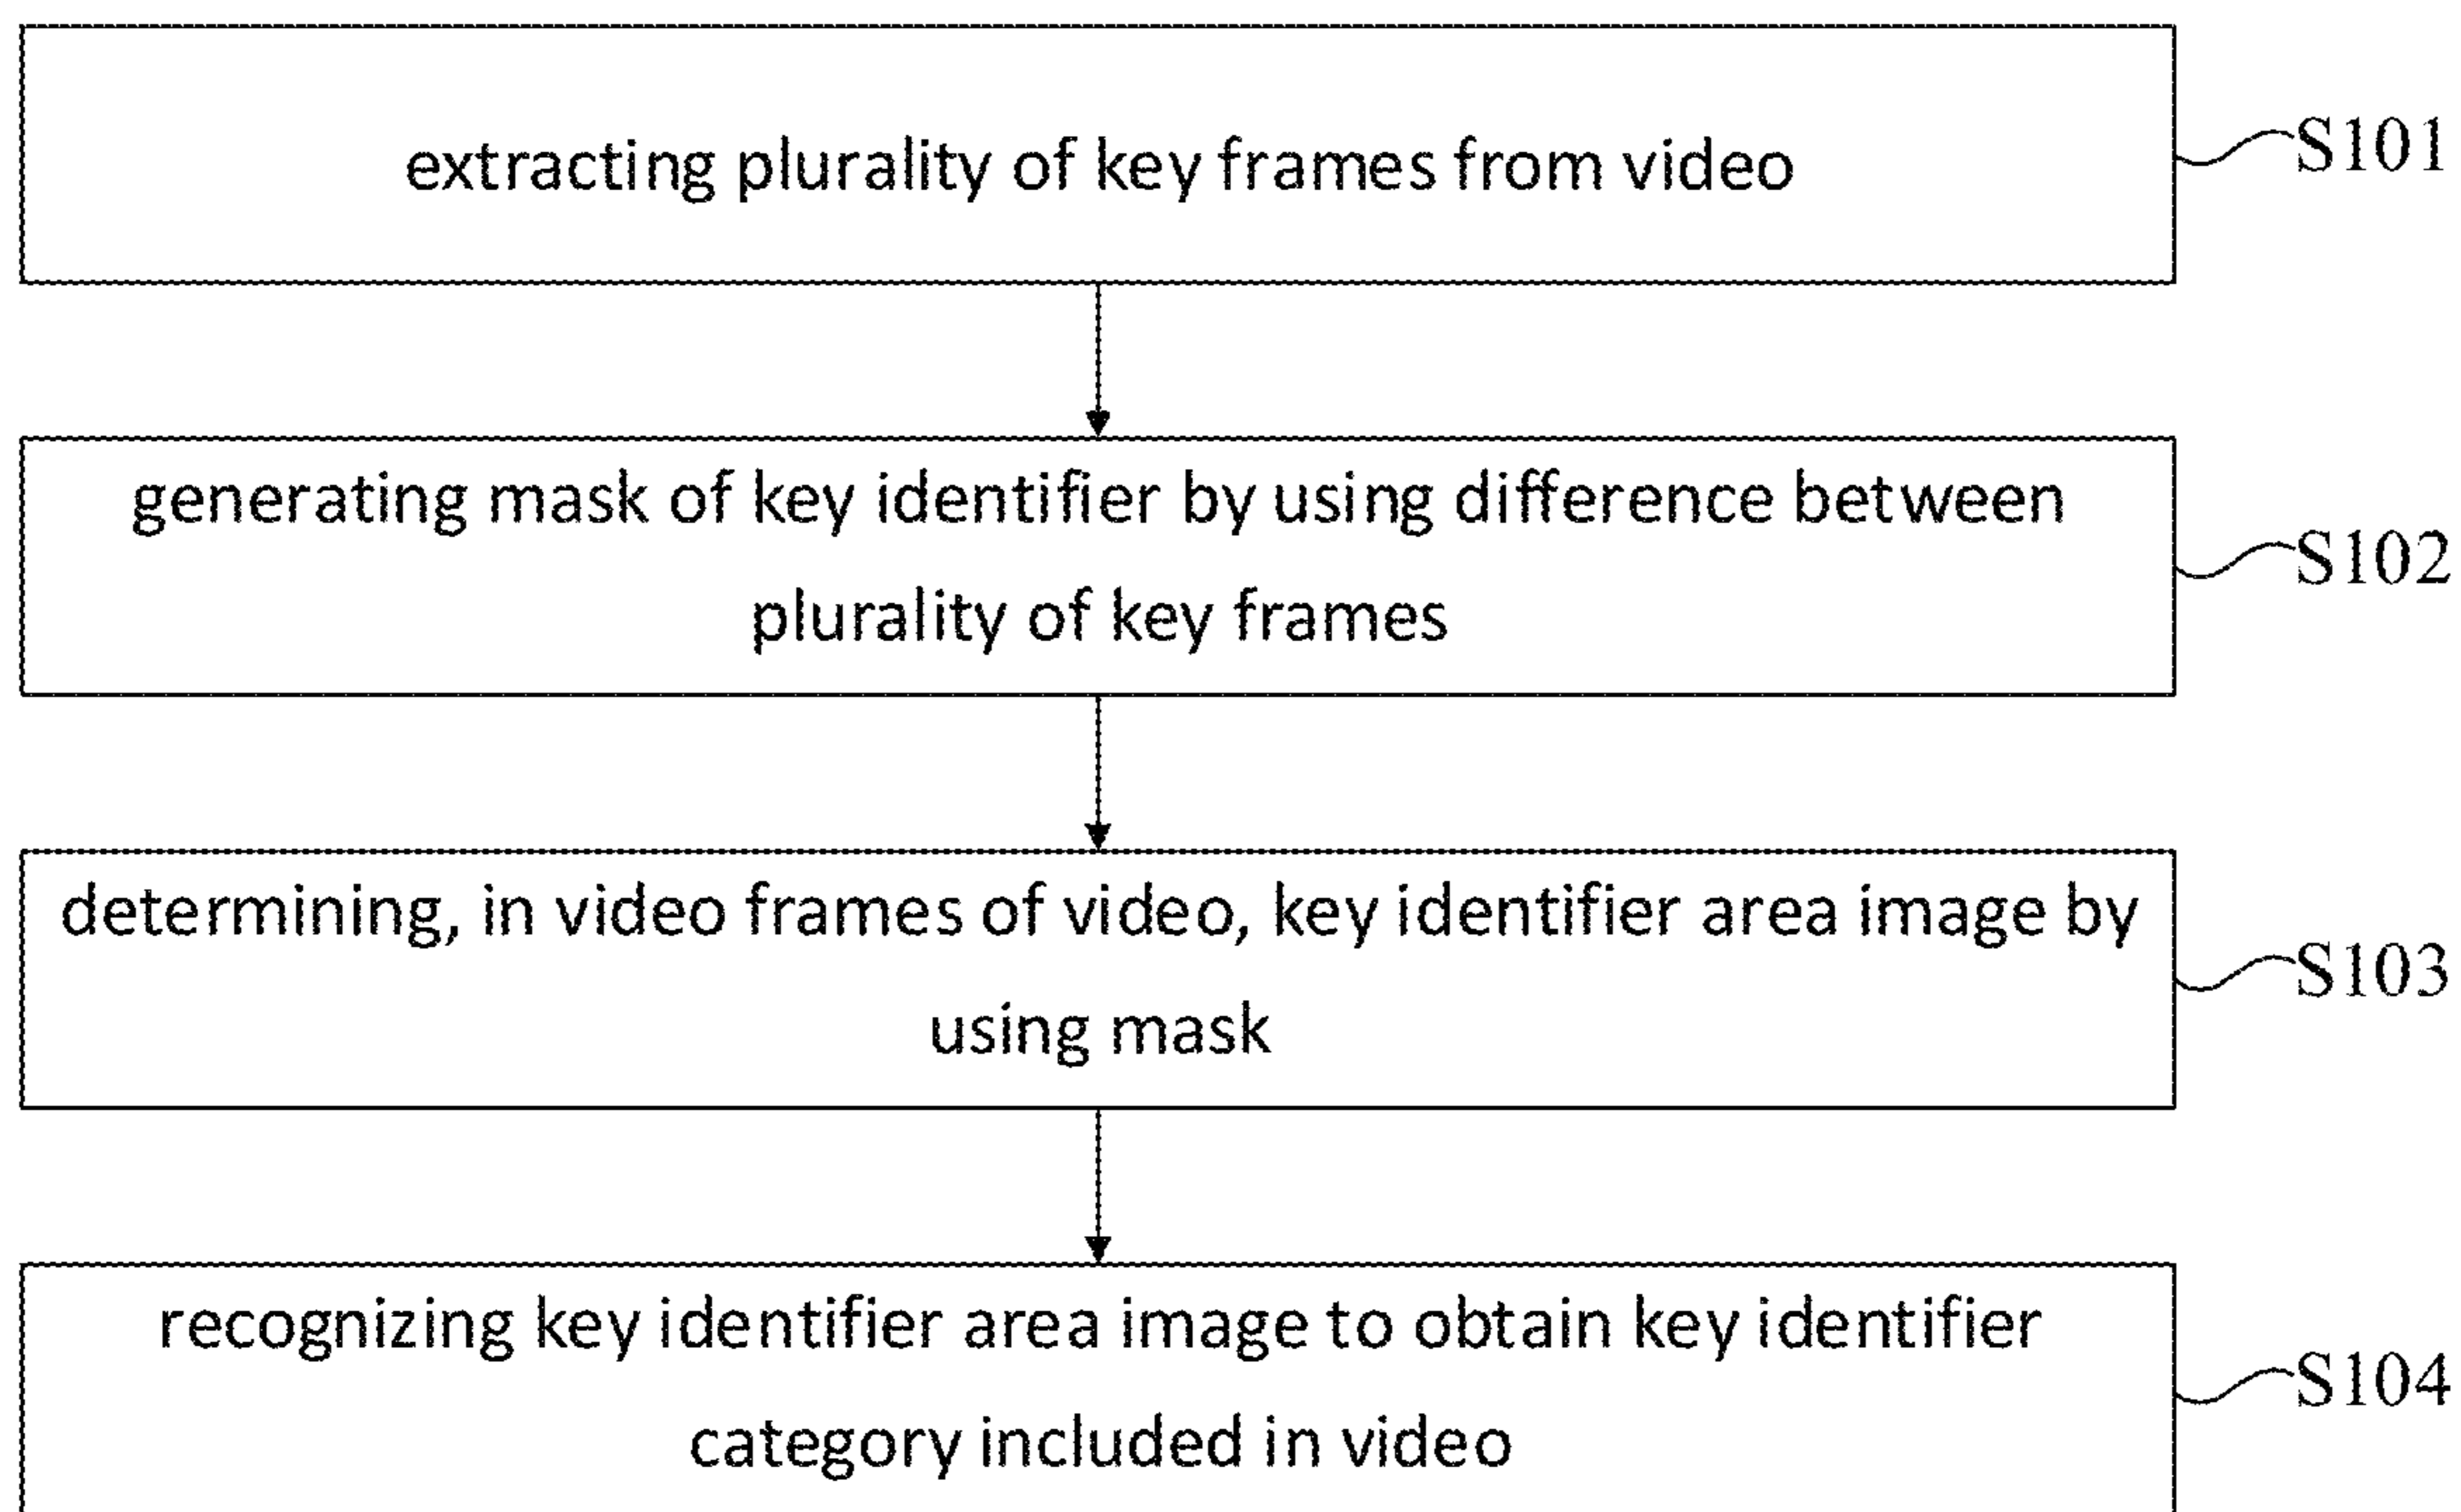 extracting plurality of key frames from video
S101
generating mask of key identifier by using difference between
plurality of key frames
S102
determining, in video frames of video, key identifier area image by
using mask
S103
recognizing key identifier area image to obtain key identifier
category included in video
S104